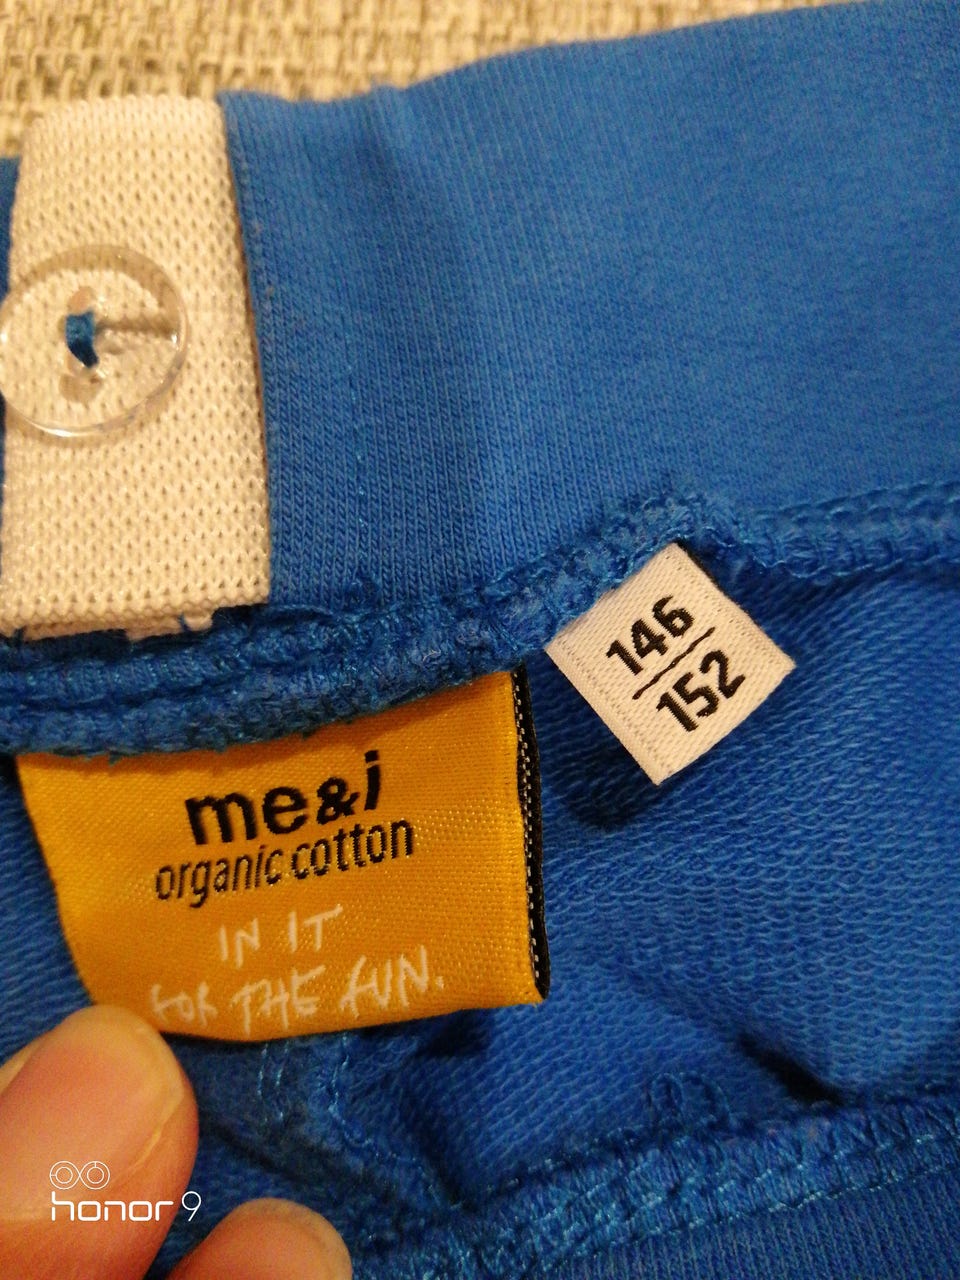 146
152
me&i
organic cotton
IN IT
FOR THE FUN.
honor 9